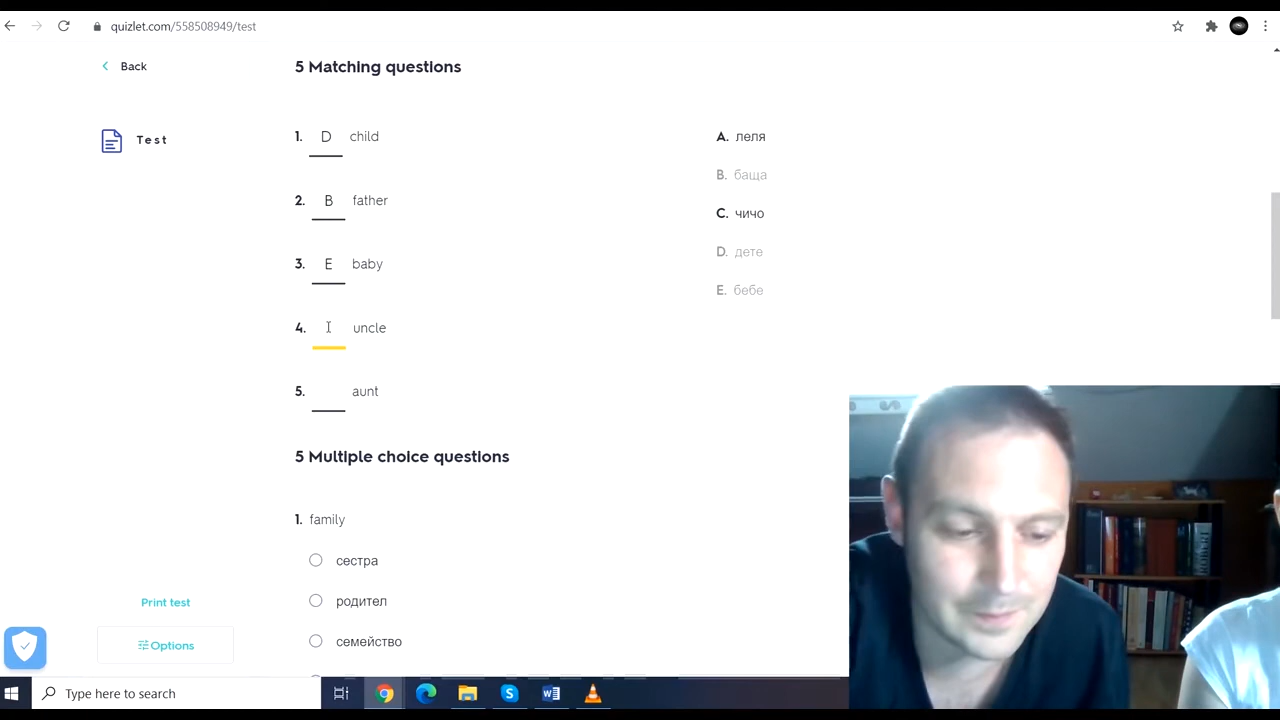 quizlet.com/558508949/test
Back
5 Matching questions
Test
1. D child
2. B father
3. E baby
4. uncle
5. aunt
A. леля
B. баща
C. чичо
D. дете
E. бебе
5 Multiple choice questions
1. family
сестра
родител
семейство
Print test
Options
Type here to search